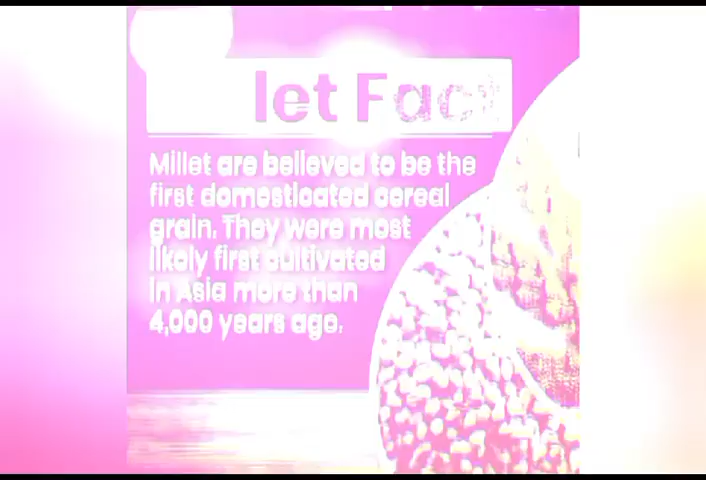 let Fac
Millet are believed to be the
first domesticated cereal
grain. They were most
likely first cultivated
in Asia more than
4,000 years ago.